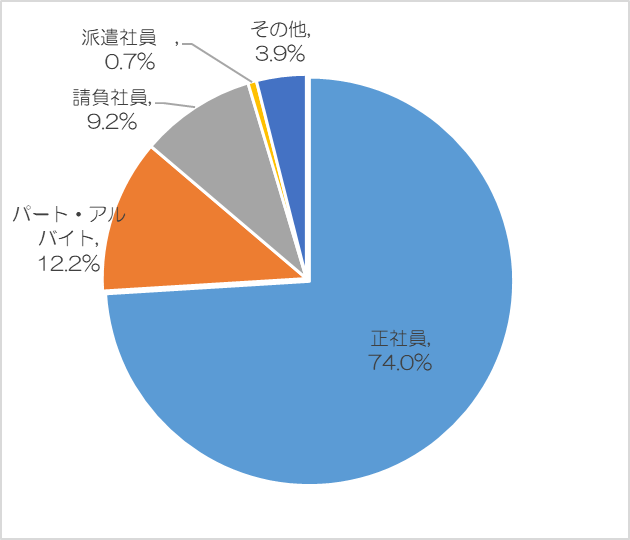 その他,
3.9%
派遣社員　,
0.7%
請負社員,
9.2%
パート・アル
バイト,
12.2%
正社員,
74.0%